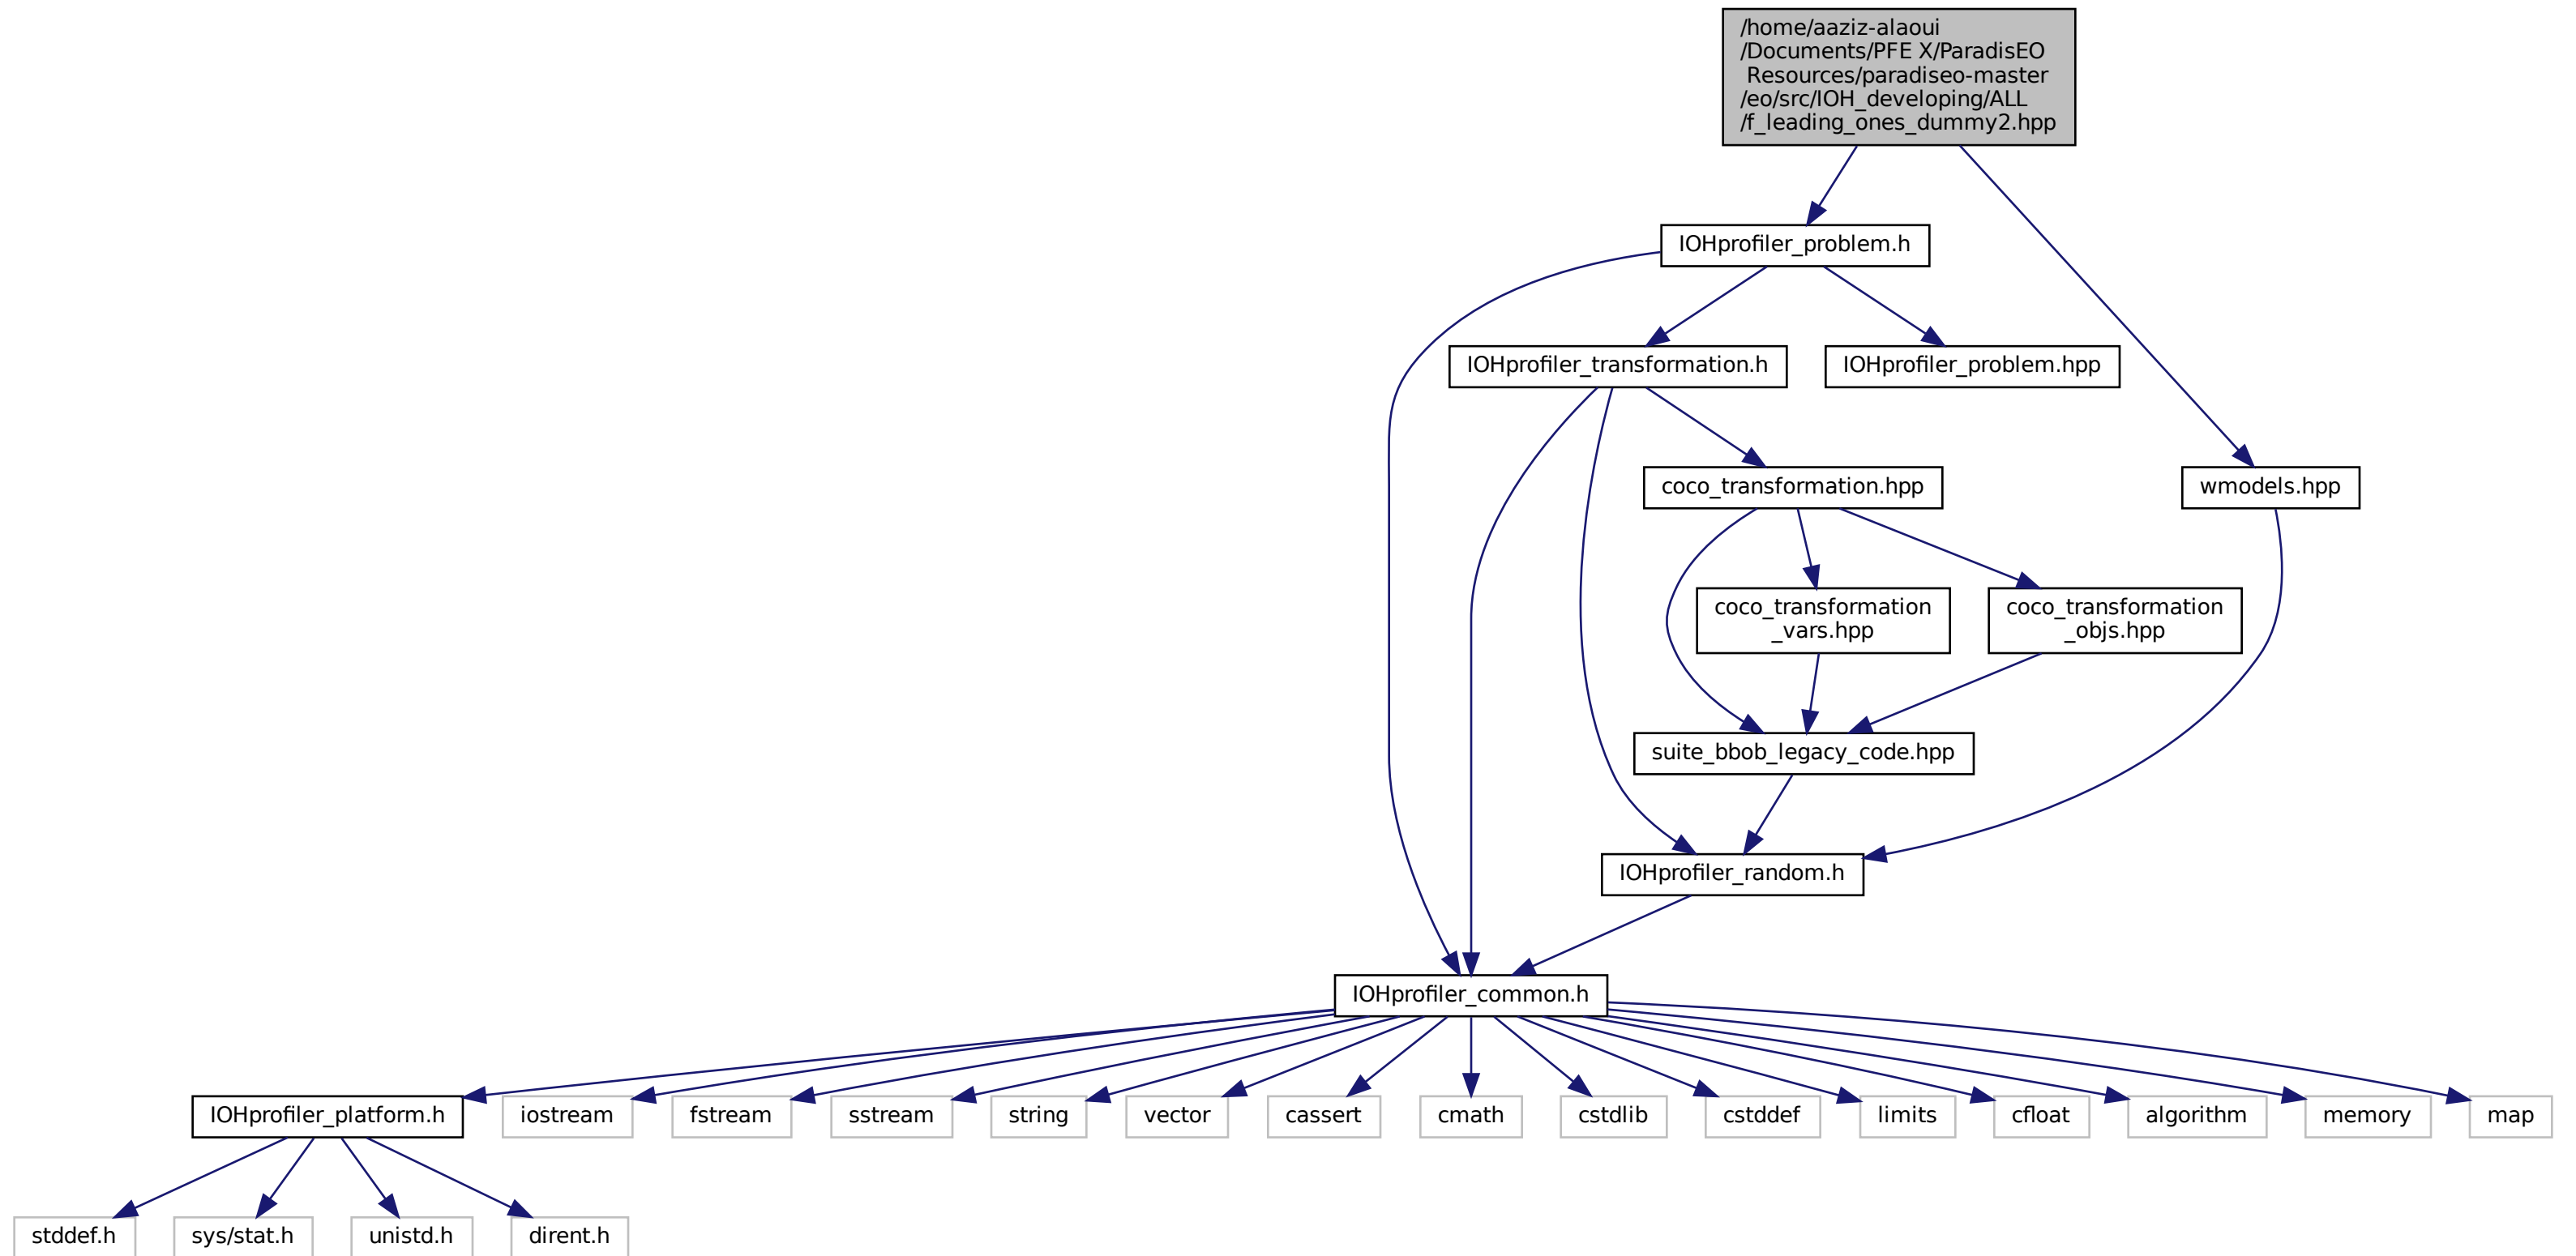 /home/aaziz-alaoui
/Documents/PFE X/ParadisEO
Resources/paradiseo-master
/eo/src/IOH_developing/ALL
/f_leading_ones_dummy2.hpp
IOHprofiler_problem.h
IOHprofiler_transformation.h
IOHprofiler_problem.hpp
coco_transformation.hpp
wmodels.hpp
coco_transformation
_vars.hpp
coco_transformation
_objs.hpp
suite_bbob_legacy_code.hpp
IOHprofiler_random.h
IOHprofiler_common.h
IOHprofiler_platform.h
iostream
fstream
sstream
string
vector
cassert
cmath
cstdlib
cstddef
limits
cfloat
algorithm
memory
map
stddef.h
sys/stat.h
unistd.h
dirent.h